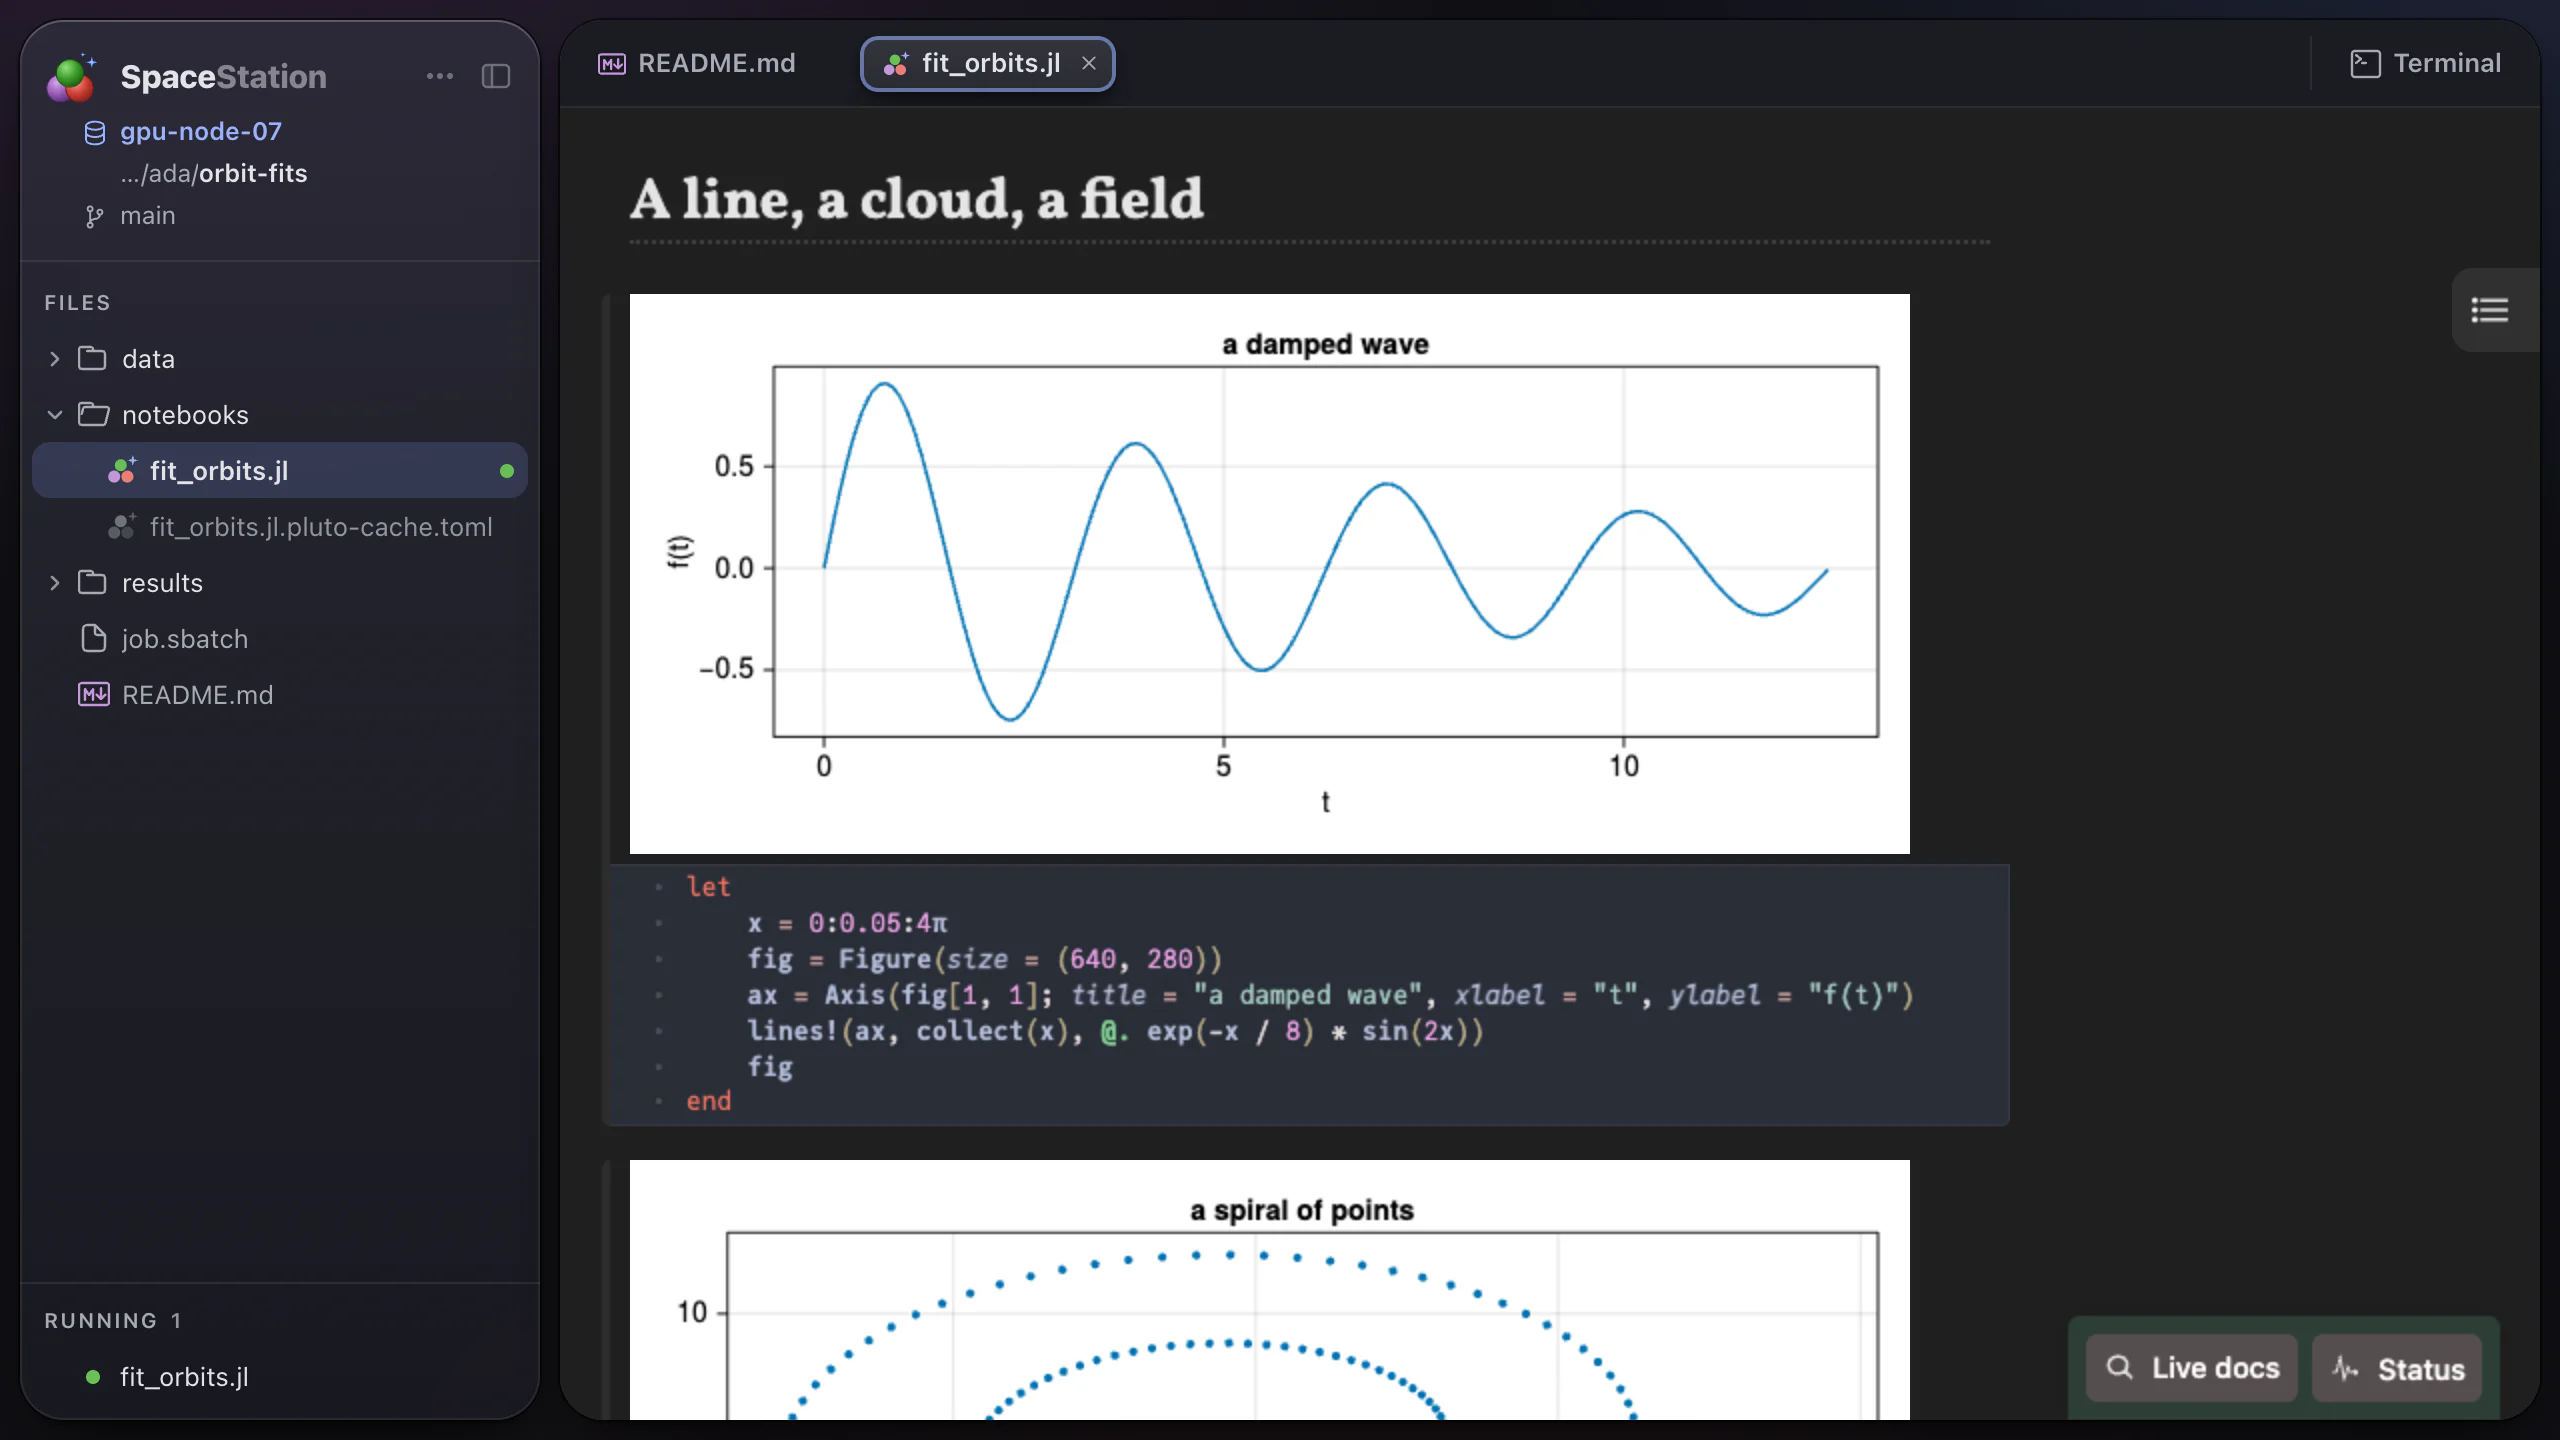 SpaceStation
gpu-node-07
.../ada/orbit-fits
main
FILES
data
notebooks
fit_orbits.jl
fit_orbits.jl.pluto-cache.toml
results
job.sbatch
README.md
RUNNING 1
fit_orbits.jl
README.md
fit_orbits.jl
Terminal
A line, a cloud, a field
a damped wave
0.5
0.0
−0.5
f(t)
0 5 10
t
let
x = 0:0.05:4π
fig = Figure(size = (640, 280))
ax = Axis(fig[1, 1]; title = "a damped wave", xlabel = "t", ylabel = "f(t)")
lines!(ax, collect(x), @. exp(-x / 8) * sin(2x))
fig
end
a spiral of points
10
Live docs
Status